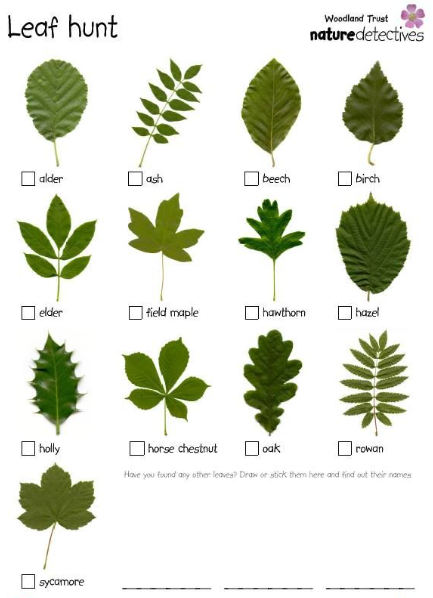 Leaf hunt
Woodland Trust
naturedetectives
alder
ash
beech
birch
elder
field maple
hawthorn
hazel
holly
horse chestnut
oak
rowan
Have you found any other leaves? Draw or stick them here and find out their names
sycamore